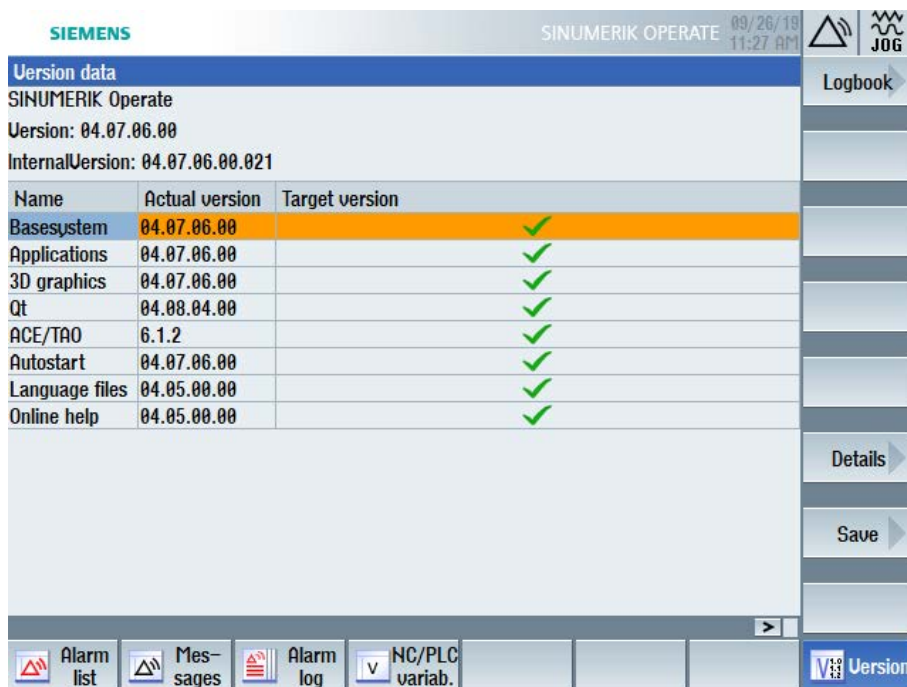 SIEMENS
SINUMERIK OPERATE
09/26/19
11:27 AM
JOG
Version data
SINUMERIK Operate
Version: 04.07.06.00
InternalVersion: 04.07.06.00.021
Name Actual version Target version
Basesystem 04.07.06.00
Applications 04.07.06.00
3D graphics 04.07.06.00
Qt 04.08.04.00
ACE/TAO 6.1.2
Autostart 04.07.06.00
Language files 04.05.00.00
Online help 04.05.00.00
Logbook
Details
Save
>
Alarm
list
Mes-
sages
Alarm
log
V
NC/PLC
variab.
Version